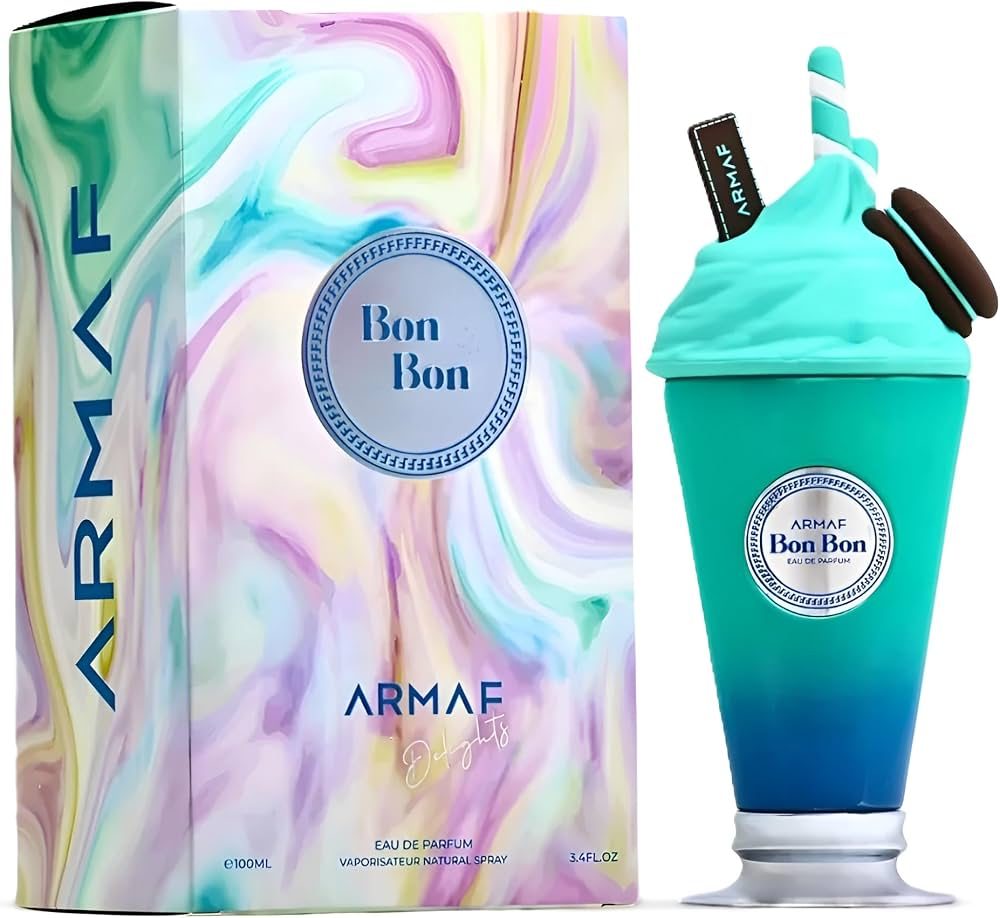 ARMAF
Bon
Bon
ARMAF
Delights
EAU DE PARFUM
℮100ML
VAPORISATEUR NATURAL SPRAY
3.4FL.OZ
ARMAF
ARMAF
Bon Bon
EAU DE PARFUM